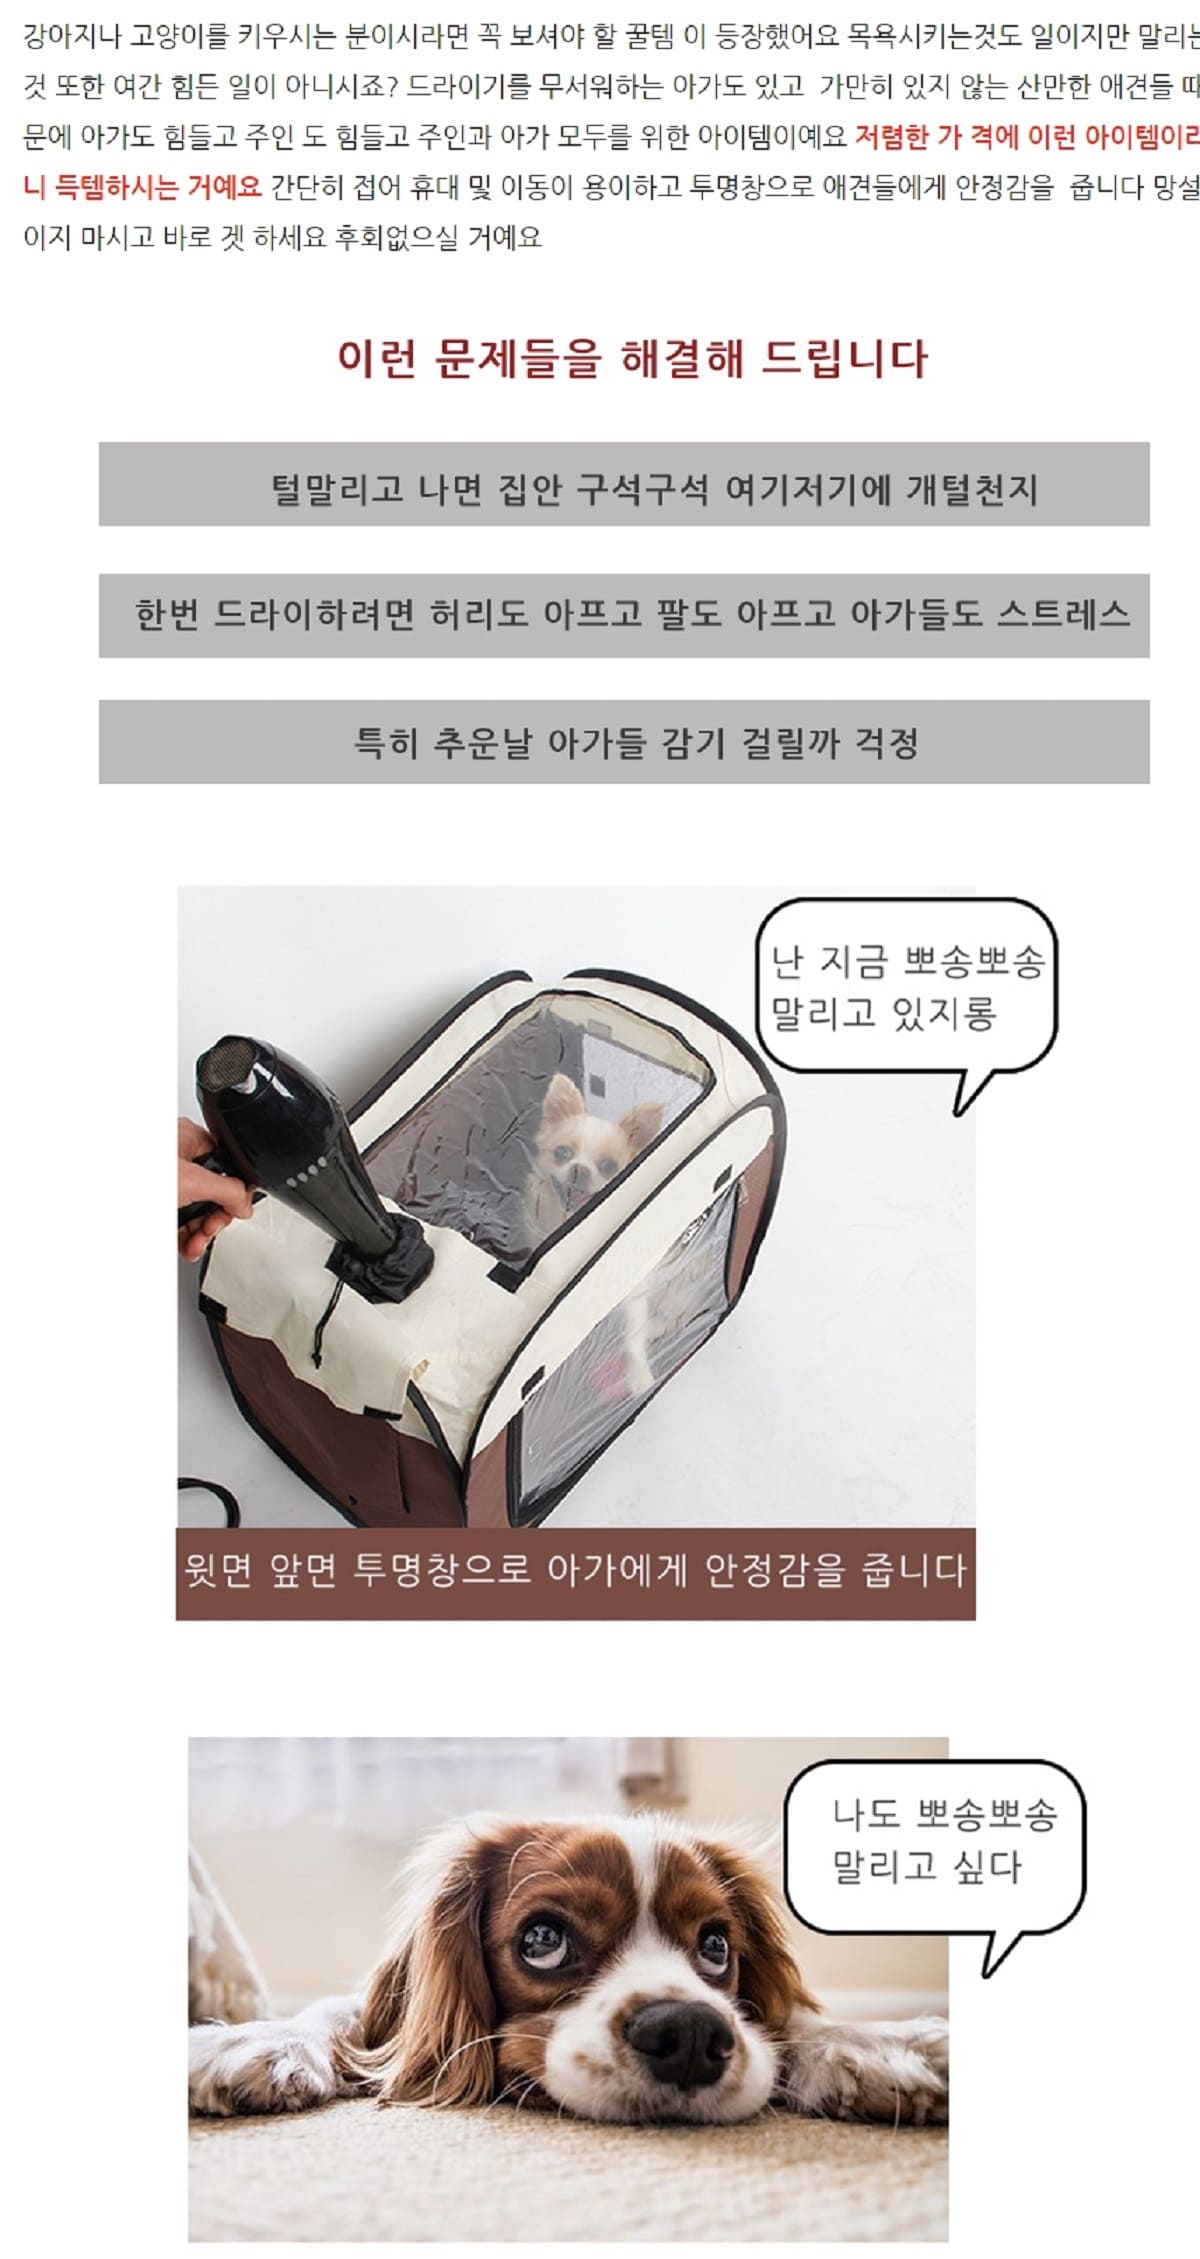 강아지나 고양이를 키우시는 분이시라면 꼭 보셔야 할 꿀템 이 등장했어요 목욕시키는것도 일이지만 말리는
것 또한 여간 힘든 일이 아니시죠? 드라이기를 무서워하는 아가도 있고 가만히 있지 않는 산만한 애견들 때
문에 아가도 힘들고 주인 도 힘들고 주인과 아가 모두를 위한 아이템이예요 저렴한 가 격에 이런 아이템이라
니 득템하시는 거예요 간단히 접어 휴대 및 이동이 용이하고 투명창으로 애견들에게 안정감을 줍니다 망설
이지 마시고 바로 겟 하세요 후회없으실 거예요
이런 문제들을 해결해 드립니다
털말리고 나면 집안 구석구석 여기저기에 개털천지
한번 드라이하려면 허리도 아프고 팔도 아프고 아가들도 스트레스
특히 추운날 아가들 감기 걸릴까 걱정
난 지금 뽀송뽀송
말리고 있지롱
윗면 앞면 투명창으로 아가에게 안정감을 줍니다
나도 뽀송뽀송
말리고 싶다